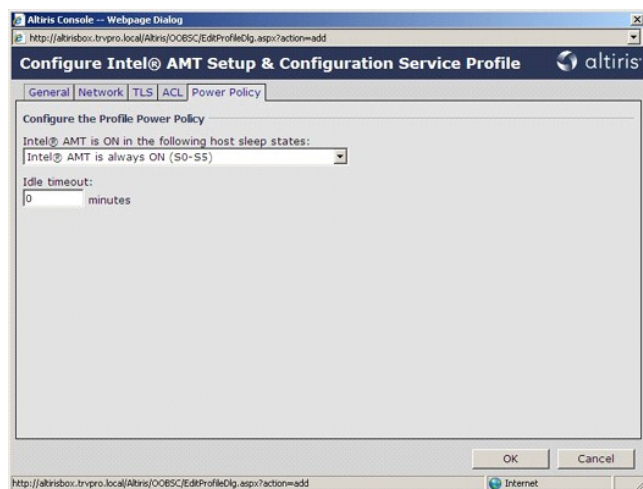 Altiris Console -- Webpage Dialog
http://altirisbox.trvpro.local/Altiris/OOBSC/EditProfileDlg.aspx?action=add
Configure Intel® AMT Setup & Configuration Service Profile altiris
General Network TLS ACL Power Policy
Configure the Profile Power Policy
Intel® AMT is ON in the following host sleep states:
Intel® AMT is always ON (S0-S5)
Idle timeout:
0 minutes
OK Cancel
http://altirisbox.trvpro.local/Altiris/OOBSC/EditProfileDlg.aspx?action=add Internet